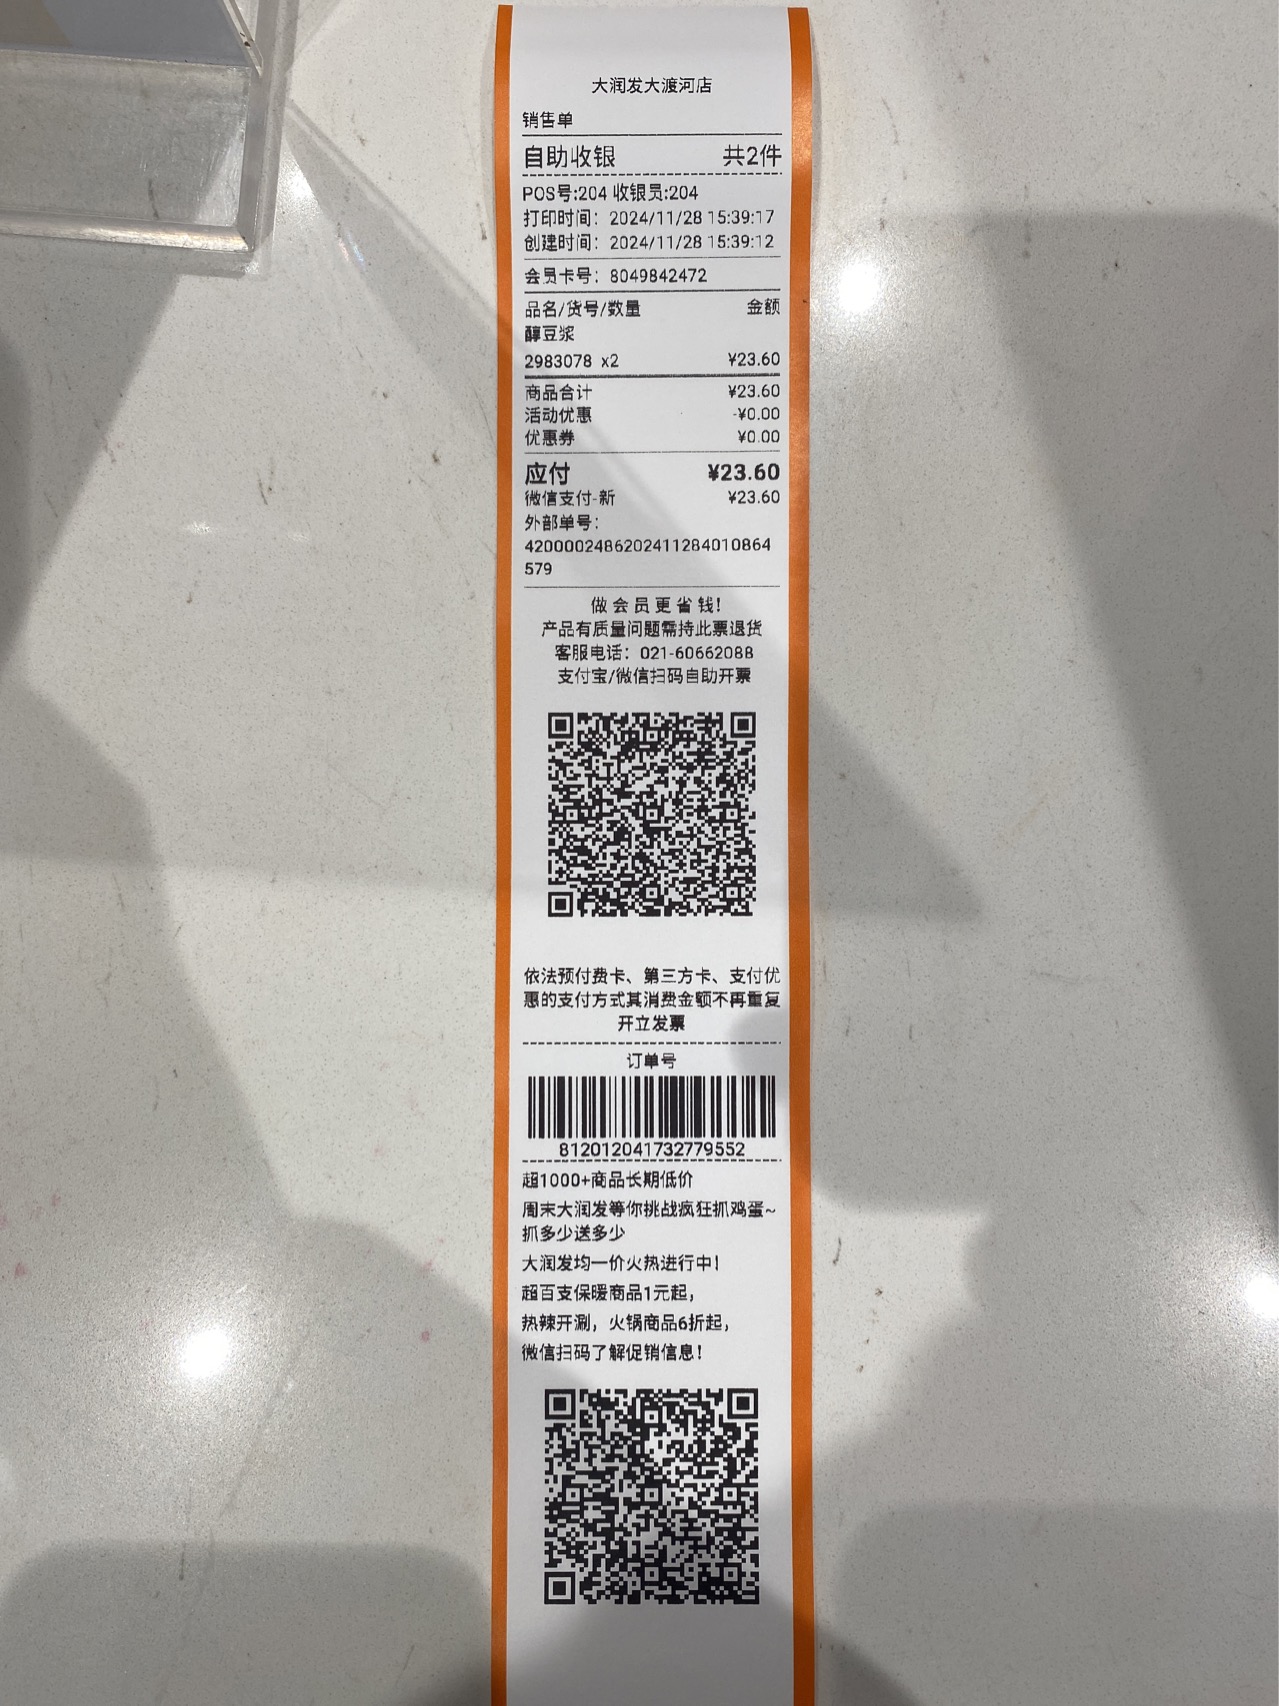 大润发大渡河店
销售单
自助收银 共2件
POS号:204 收银员:204
打印时间：2024/11/28 15:39:17
创建时间：2024/11/28 15:39:12
会员卡号：8049842472
品名/货号/数量 金额
醇豆浆
2983078 x2 ¥23.60
商品合计 ¥23.60
活动优惠 -¥0.00
优惠券 ¥0.00
应付 ¥23.60
微信支付-新 ¥23.60
外部单号：
4200002486202411284010864
579
做会员更省钱!
产品有质量问题需持此票退货
客服电话：021-60662088
支付宝/微信扫码自助开票
依法预付费卡、第三方卡、支付优
惠的支付方式其消费金额不再重复
开立发票
订单号
812012041732779552
超1000+商品长期低价
周末大润发等你挑战疯狂抓鸡蛋~
抓多少送多少
大润发均一价火热进行中!
超百支保暖商品1元起，
热辣开涮，火锅商品6折起，
微信扫码了解促销信息!